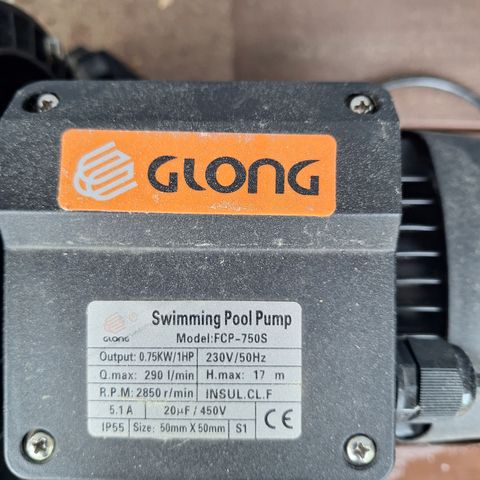 GLONG
GLONG
Swimming Pool Pump
Model:FCP-750S
Output: 0.75KW/1HP 230V/50Hz
Q.max: 290 l/min H.max: 17 m
R.P.M: 2850 r/min INSUL.CL.F
5.1 A 20μF / 450V CE
IP55 Size: 50mm X 50mm S1